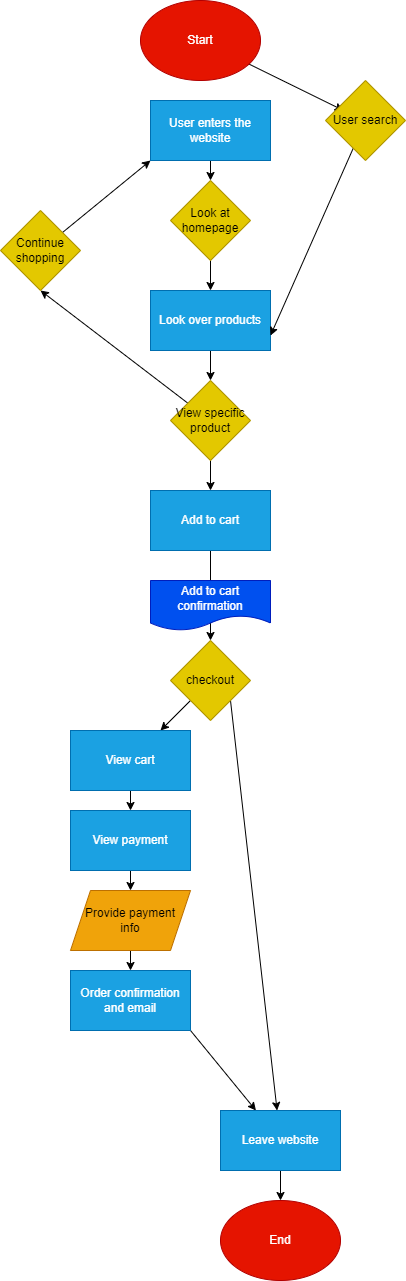 Start
User search
User enters the
website
Look at
homepage
Continue
shopping
Look over products
View specific
product
Add to cart
Add to cart
confirmation
checkout
View cart
View payment
Provide payment
info
Order confirmation
and email
Leave website
End